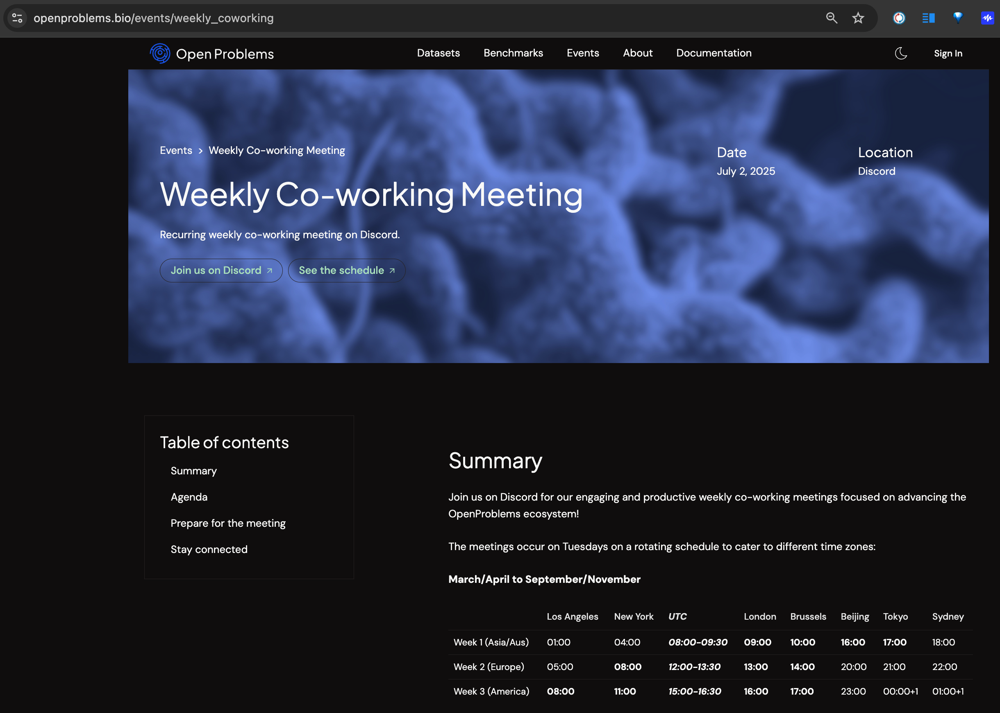 openproblems.bio/events/weekly_coworking
Open Problems
Datasets Benchmarks Events About Documentation
Sign In
Events > Weekly Co-working Meeting
Date
July 2, 2025
Location
Discord
Weekly Co-working Meeting
Recurring weekly co-working meeting on Discord.
Join us on Discord ↗ See the schedule ↗
Table of contents
Summary
Agenda
Prepare for the meeting
Stay connected
Summary
Join us on Discord for our engaging and productive weekly co-working meetings focused on advancing the
OpenProblems ecosystem!
The meetings occur on Tuesdays on a rotating schedule to cater to different time zones:
March/April to September/November
Los Angeles New York UTC London Brussels Beijing Tokyo Sydney
Week 1 (Asia/Aus) 01:00 04:00 08:00-09:30 09:00 10:00 16:00 17:00 18:00
Week 2 (Europe) 05:00 08:00 12:00-13:30 13:00 14:00 20:00 21:00 22:00
Week 3 (America) 08:00 11:00 15:00-16:30 16:00 17:00 23:00 00:00+1 01:00+1